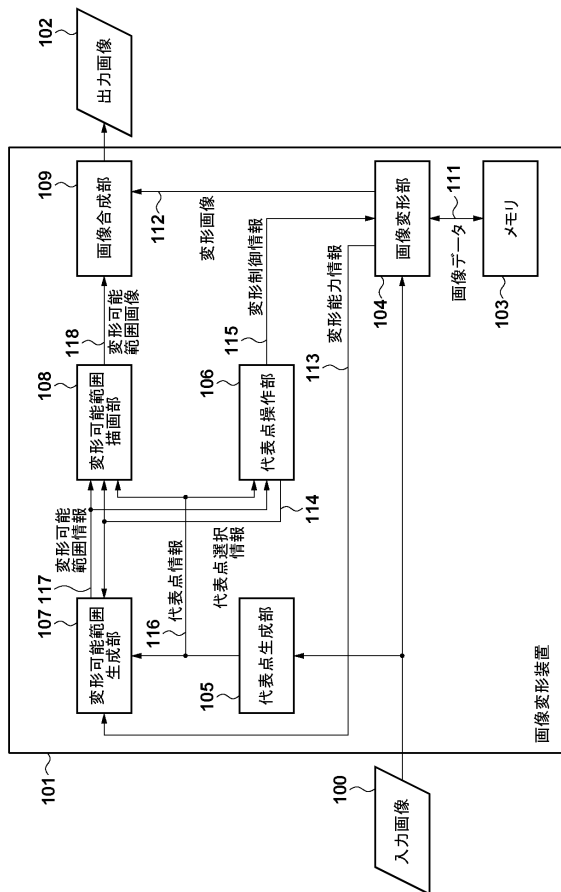 102
出力画像
109
画像合成部
112
変形画像
118
変形可能
範囲画像
108
変形可能範囲
描画部
117
変形可能
範囲情報
107
変形可能範囲
生成部
116
代表点情報
代表点選択
情報
114
106
代表点操作部
115
変形制御情報
113
変形能力情報
104
画像変形部
111
画像データ
103
メモリ
105
代表点生成部
101
画像変形装置
100
入力画像